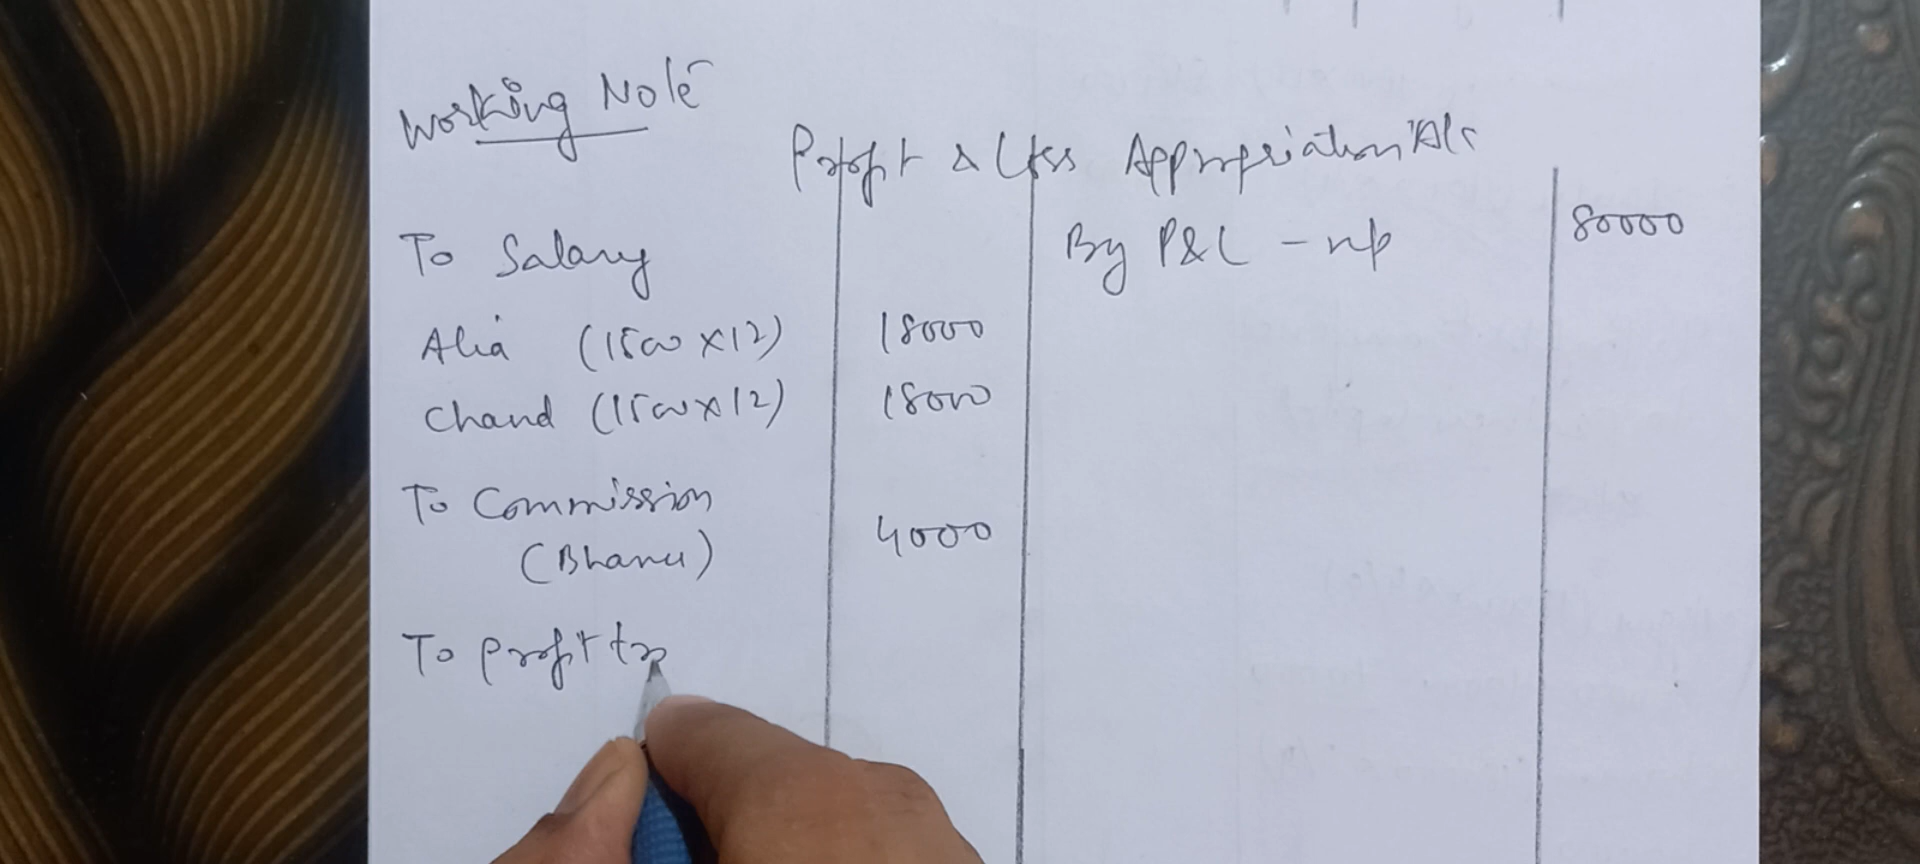 Working Note
Profit & Loss Appropriation A/c
To Salary
By P&L - np
80000
Alia (1500 x 12) 18000
Chand (1500 x 12) 18000
To Commission
(Bhanu) 4000
To Profit tr